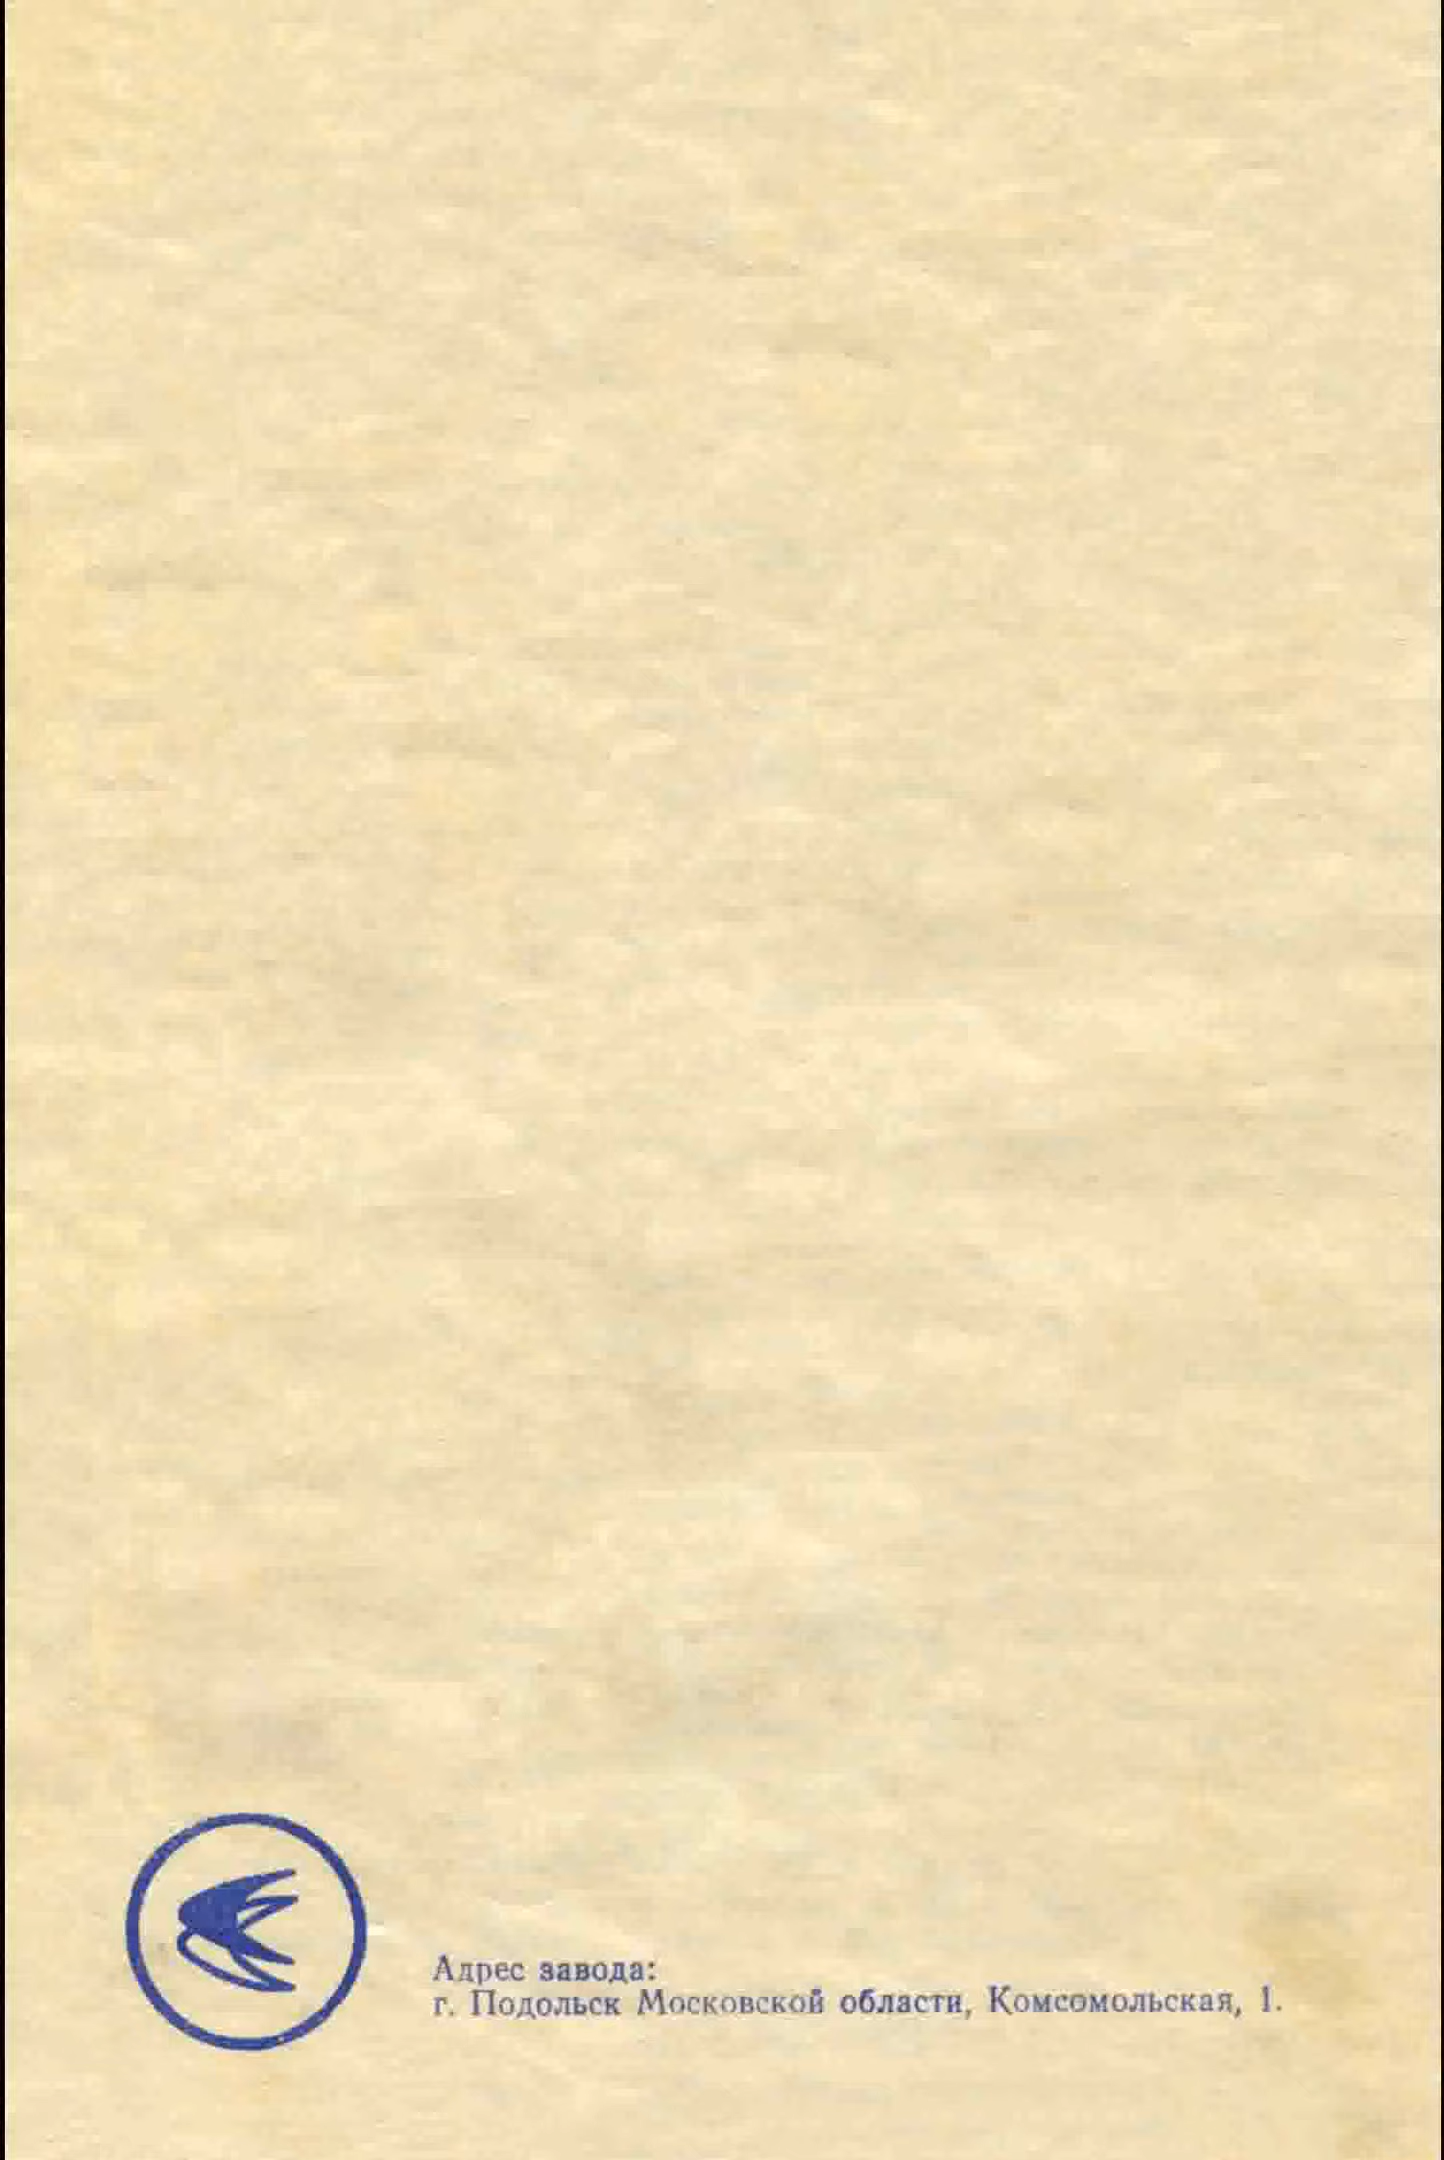 Адрес завода:
г. Подольск Московской области, Комсомольская, 1.